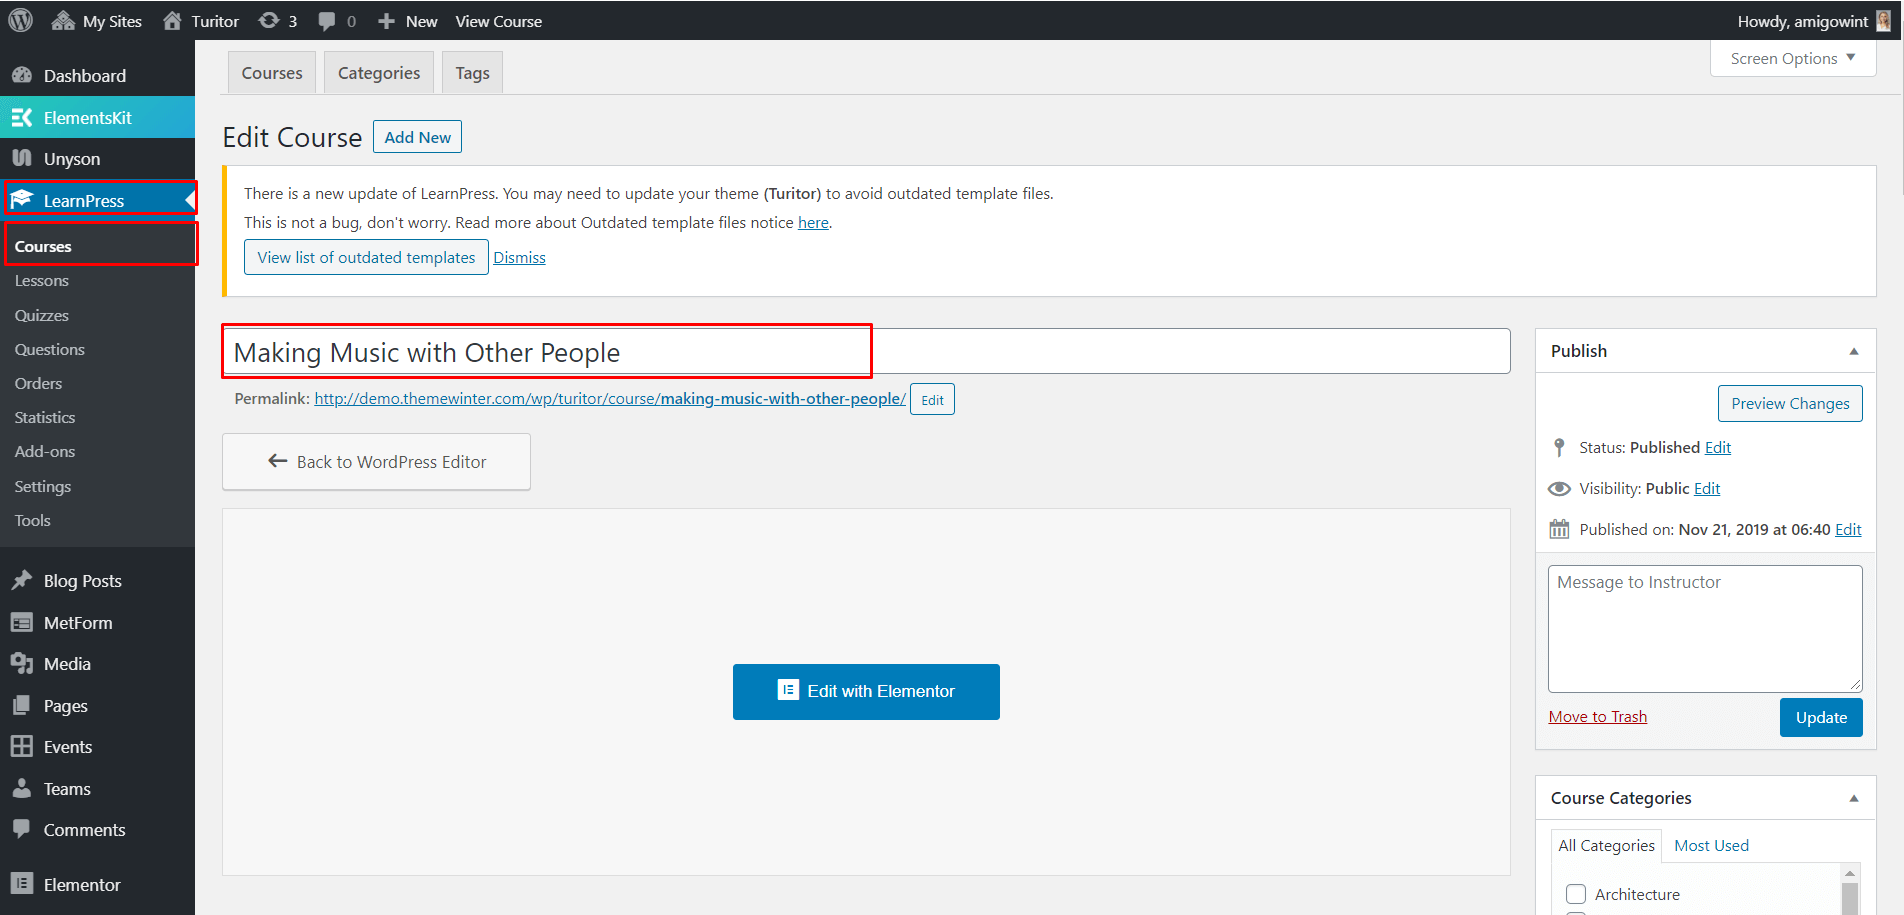 My Sites
Turitor
3
0
New
View Course
Howdy, amigowint
Dashboard
ElementsKit
Unyson
LearnPress
Courses
Lessons
Quizzes
Questions
Orders
Statistics
Add-ons
Settings
Tools
Blog Posts
MetForm
Media
Pages
Events
Teams
Comments
Elementor
Courses
Categories
Tags
Screen Options
Edit Course
Add New
There is a new update of LearnPress. You may need to update your theme (Turitor) to avoid outdated template files.
This is not a bug, don't worry. Read more about Outdated template files notice here.
View list of outdated templates
Dismiss
Making Music with Other People
Permalink: http://demo.themewinter.com/wp/turitor/course/making-music-with-other-people/
Edit
Back to WordPress Editor
Edit with Elementor
Publish
Preview Changes
Status: Published Edit
Visibility: Public Edit
Published on: Nov 21, 2019 at 06:40 Edit
Message to Instructor
Move to Trash
Update
Course Categories
All Categories
Most Used
Architecture